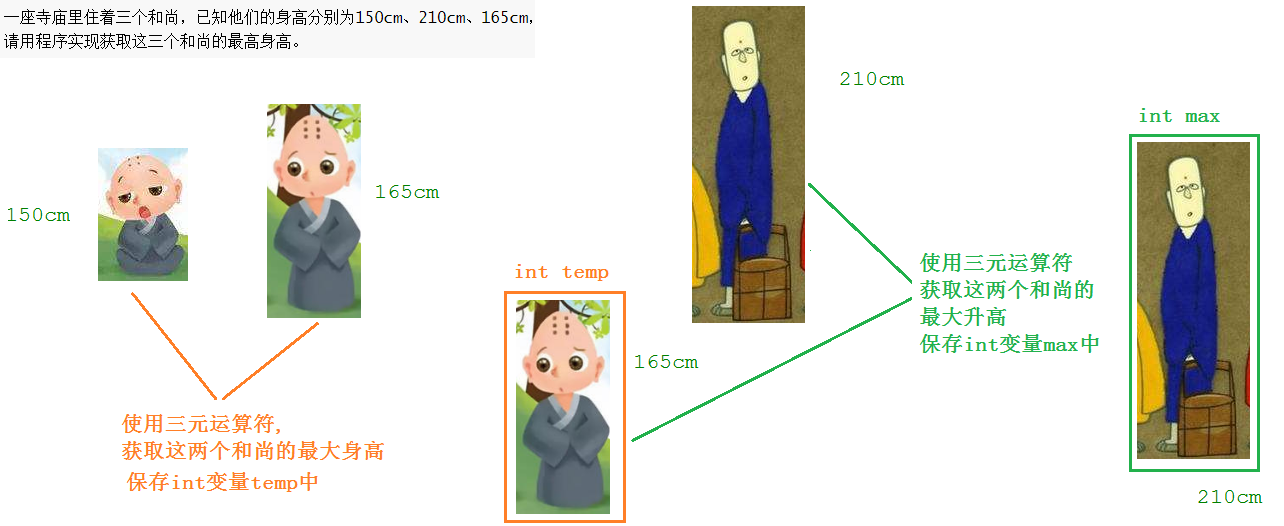 一座寺庙里住着三个和尚，已知他们的身高分别为150cm、210cm、165cm，
请用程序实现获取这三个和尚的最高身高。
150cm
165cm
使用三元运算符,
获取这两个和尚的最大身高
保存int变量temp中
int temp
165cm
210cm
使用三元运算符
获取这两个和尚的
最大升高
保存int变量max中
int max
210cm